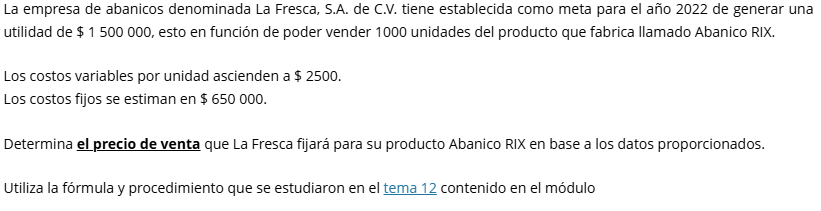 La empresa de abanicos denominada La Fresca, S.A. de C.V. tiene establecida como meta para el año 2022 de generar una
utilidad de $ 1 500 000, esto en función de poder vender 1000 unidades del producto que fabrica llamado Abanico RIX.
Los costos variables por unidad ascienden a $ 2500.
Los costos fijos se estiman en $ 650 000.
Determina el precio de venta que La Fresca fijará para su producto Abanico RIX en base a los datos proporcionados.
Utiliza la fórmula y procedimiento que se estudiaron en el tema 12 contenido en el módulo